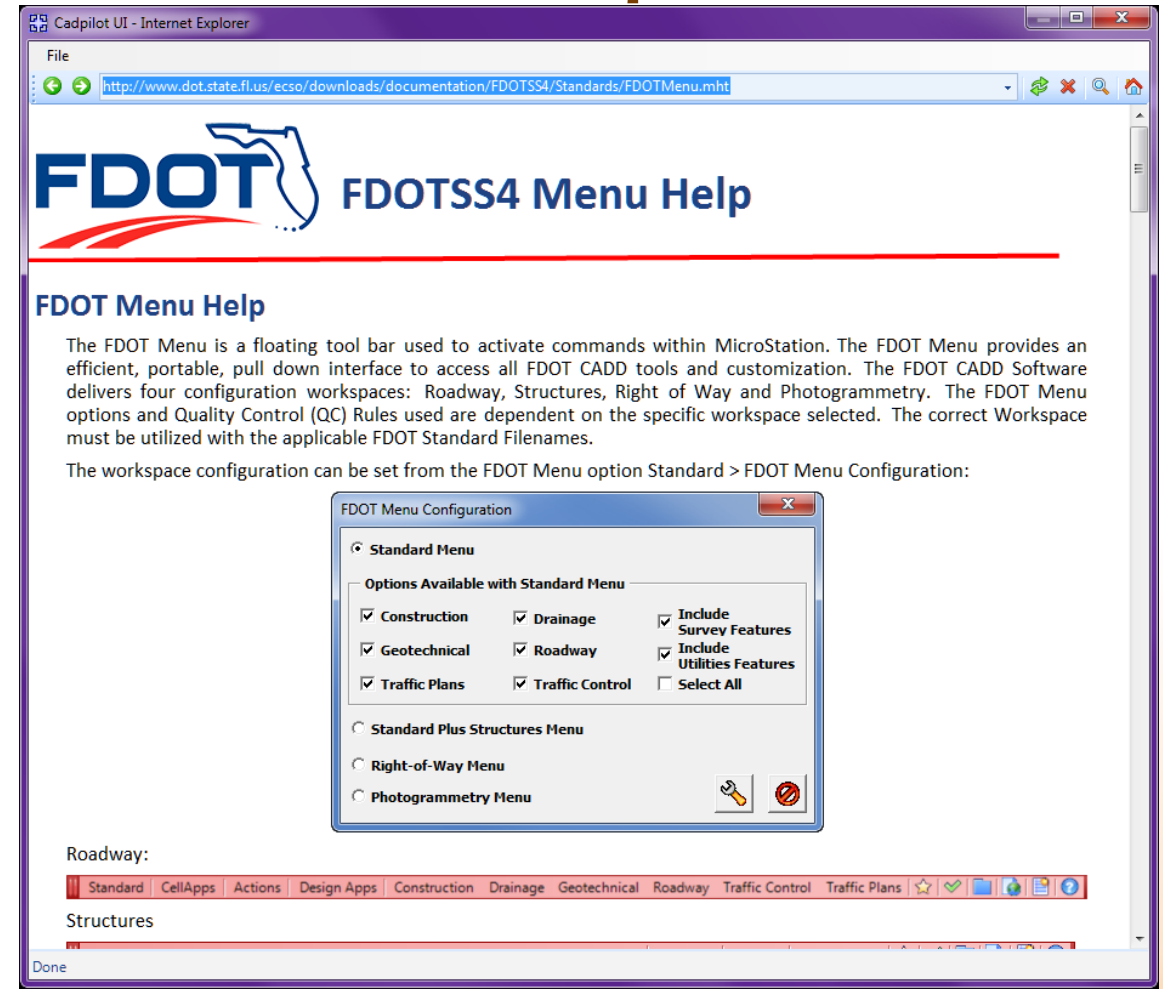 Cadpilot UI - Internet Explorer
File
http://www.dot.state.fl.us/ecso/downloads/documentation/FDOTSS4/Standards/FDOTMenu.mht
FDOT
FDOTSS4 Menu Help
FDOT Menu Help
The FDOT Menu is a floating tool bar used to activate commands within MicroStation. The FDOT Menu provides an
efficient, portable, pull down interface to access all FDOT CADD tools and customization. The FDOT CADD Software
delivers four configuration workspaces: Roadway, Structures, Right of Way and Photogrammetry. The FDOT Menu
options and Quality Control (QC) Rules used are dependent on the specific workspace selected. The correct Workspace
must be utilized with the applicable FDOT Standard Filenames.
The workspace configuration can be set from the FDOT Menu option Standard > FDOT Menu Configuration:
FDOT Menu Configuration
Standard Menu
Options Available with Standard Menu
Construction Drainage Include
Survey Features
Geotechnical Roadway Include
Utilities Features
Traffic Plans Traffic Control Select All
Standard Plus Structures Menu
Right-of-Way Menu
Photogrammetry Menu
Roadway:
Standard CellApps Actions Design Apps Construction Drainage Geotechnical Roadway Traffic Control Traffic Plans
Structures
Done